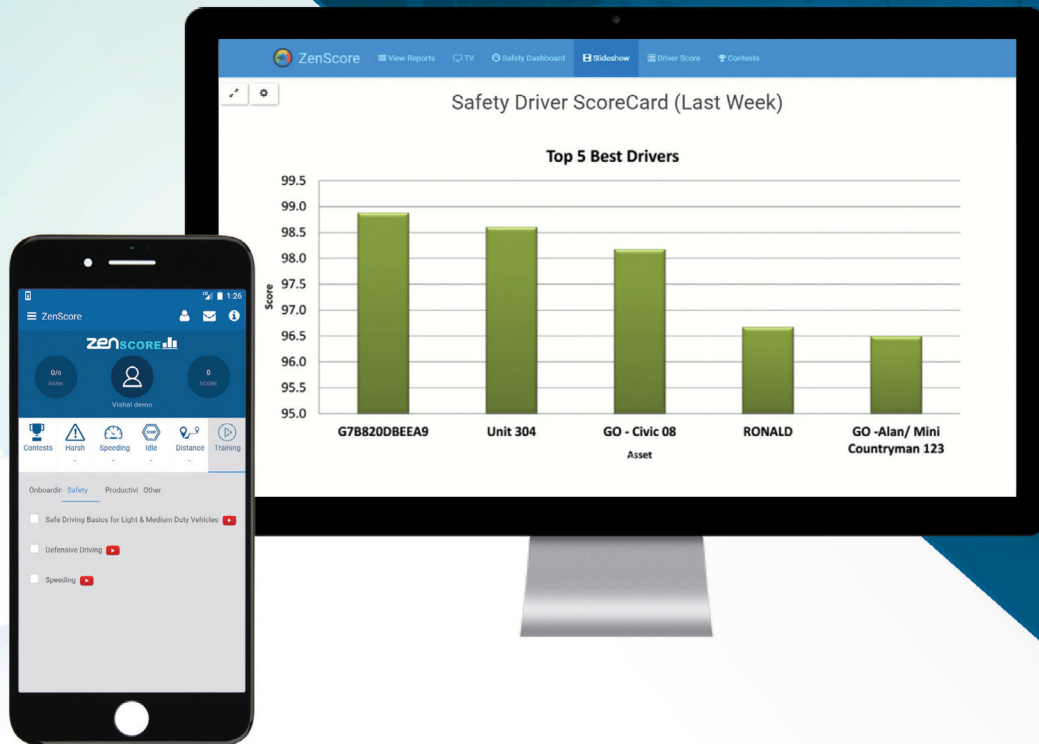 ZenScore View Reports TV Safety Dashboard Slideshow Driver Score Contests
Safety Driver ScoreCard (Last Week)
Top 5 Best Drivers
99.5
99.0
98.5
98.0
97.5
97.0
96.5
96.0
95.5
95.0
Score
G7B820DBEEA9 Unit 304 GO - Civic 08 RONALD GO -Alan/ Mini
Countryman 123
Asset
1:26
ZenScore
zenSCORE
0/0 0
RANK SCORE
Vishal demo
STOP
Contests Harsh Speeding Idle Distance Training
- - - -
Onboardin Safety Productivi Other
Safe Driving Basics for Light & Medium Duty Vehicles
Defensive Driving
Speeding